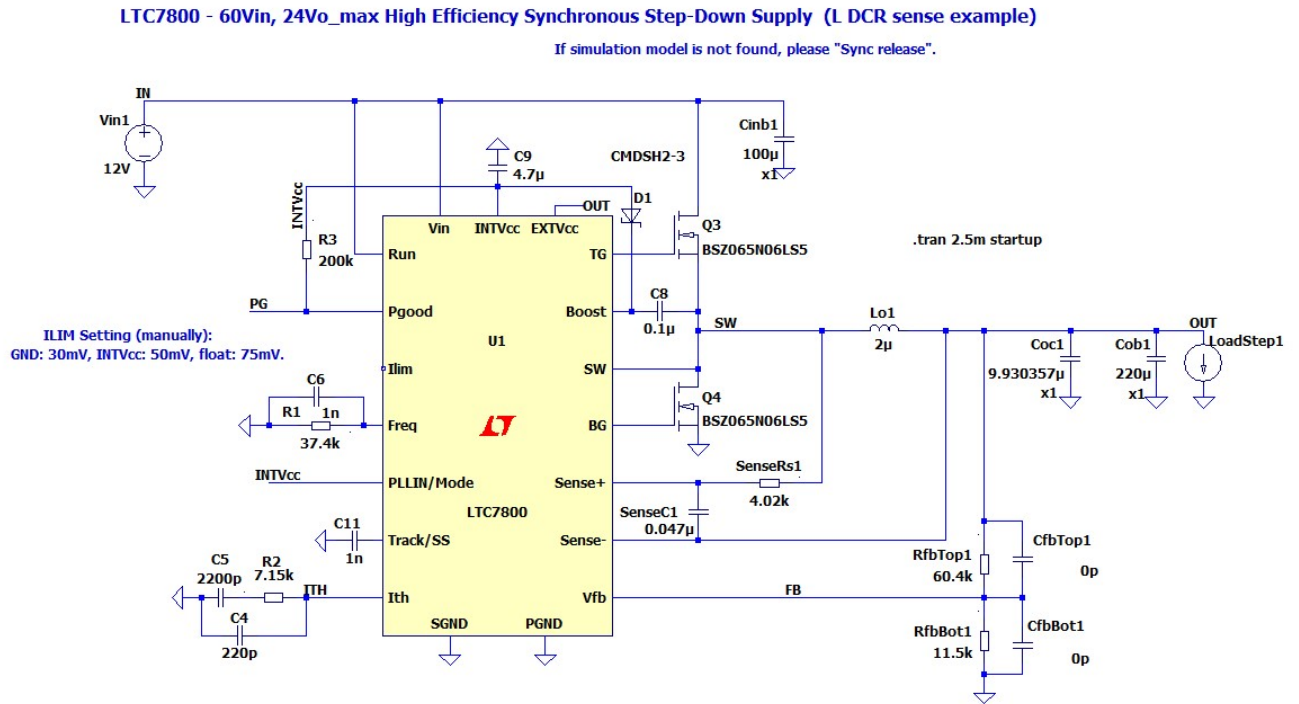 LTC7800 - 60Vin, 24Vo_max High Efficiency Synchronous Step-Down Supply  (L DCR sense example)
If simulation model is not found, please "Sync release".
IN
Vin1
12V
Cinb1
100µ
x1
C9
4.7µ
CMDSH2-3
INTVcc
D1
OUT
Vin
INTVcc
EXTVcc
R3
200k
Run
TG
Q3
BSZ065N06LS5
.tran 2.5m startup
PG
Pgood
Boost
C8
0.1µ
SW
Lo1
2µ
OUT
LoadStep1
Coc1
9.930357µ
x1
Cob1
220µ
x1
ILIM Setting (manually):
GND: 30mV, INTVcc: 50mV, float: 75mV.
U1
Ilim
SW
C6
1n
R1
37.4k
Freq
BG
Q4
BSZ065N06LS5
INTVcc
PLLIN/Mode
Sense+
SenseRs1
4.02k
LTC7800
SenseC1
0.047µ
C11
1n
Track/SS
Sense-
RfbTop1
60.4k
CfbTop1
0p
C5
2200p
R2
7.15k
ITH
Ith
Vfb
FB
C4
220p
SGND
PGND
RfbBot1
11.5k
CfbBot1
0p